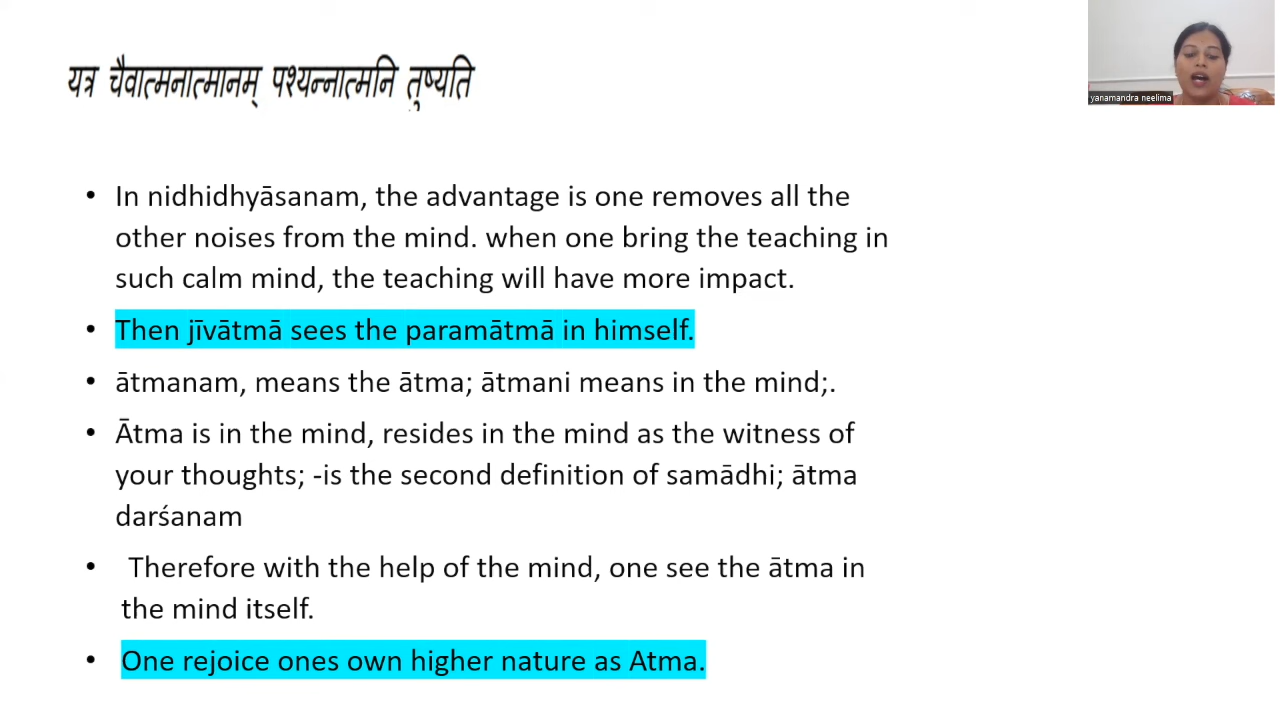 यत्र चैवात्मनात्मानम् पश्यन्नात्मनि तुष्यति
yanamandra neelima
• In nidhidhyāsanam, the advantage is one removes all the
other noises from the mind. when one bring the teaching in
such calm mind, the teaching will have more impact.
• Then jīvātmā sees the paramātmā in himself.
• ātmanam, means the ātma; ātmani means in the mind;.
• Ātma is in the mind, resides in the mind as the witness of
your thoughts; -is the second definition of samādhi; ātma
darśanam
• Therefore with the help of the mind, one see the ātma in
the mind itself.
• One rejoice ones own higher nature as Atma.